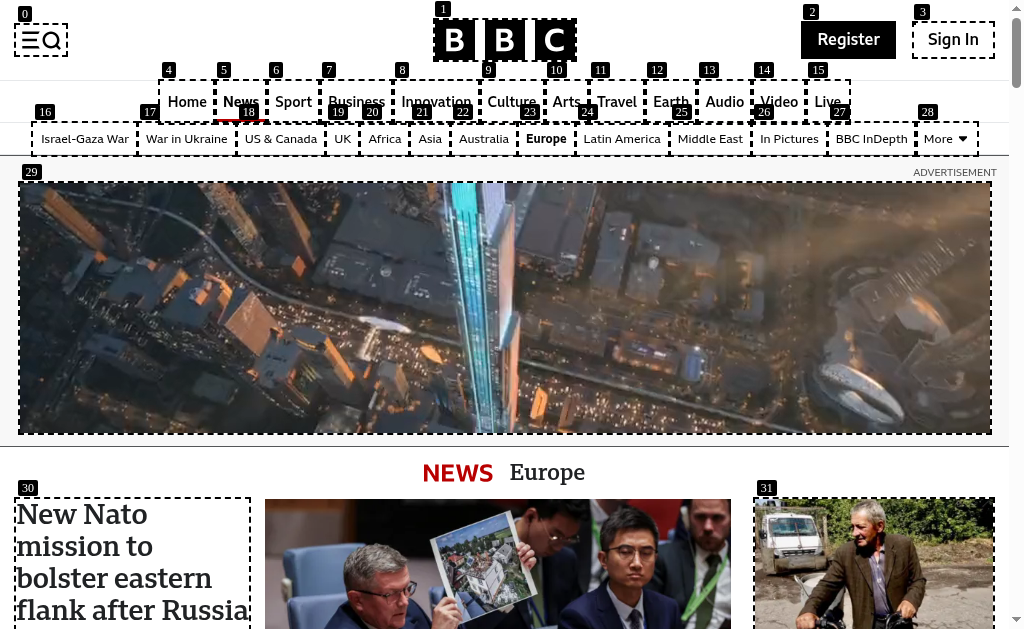 0
1
2
3
B B C
Register
Sign In
4
5
6
7
8
9
10
11
12
13
14
15
Home
News
Sport
Business
Innovation
Culture
Arts
Travel
Earth
Audio
Video
Live
16
17
18
19
20
21
22
23
24
25
26
27
28
Israel-Gaza War
War in Ukraine
US & Canada
UK
Africa
Asia
Australia
Europe
Latin America
Middle East
In Pictures
BBC InDepth
More
29
ADVERTISEMENT
NEWS Europe
30
New Nato
mission to
bolster eastern
flank after Russia
31